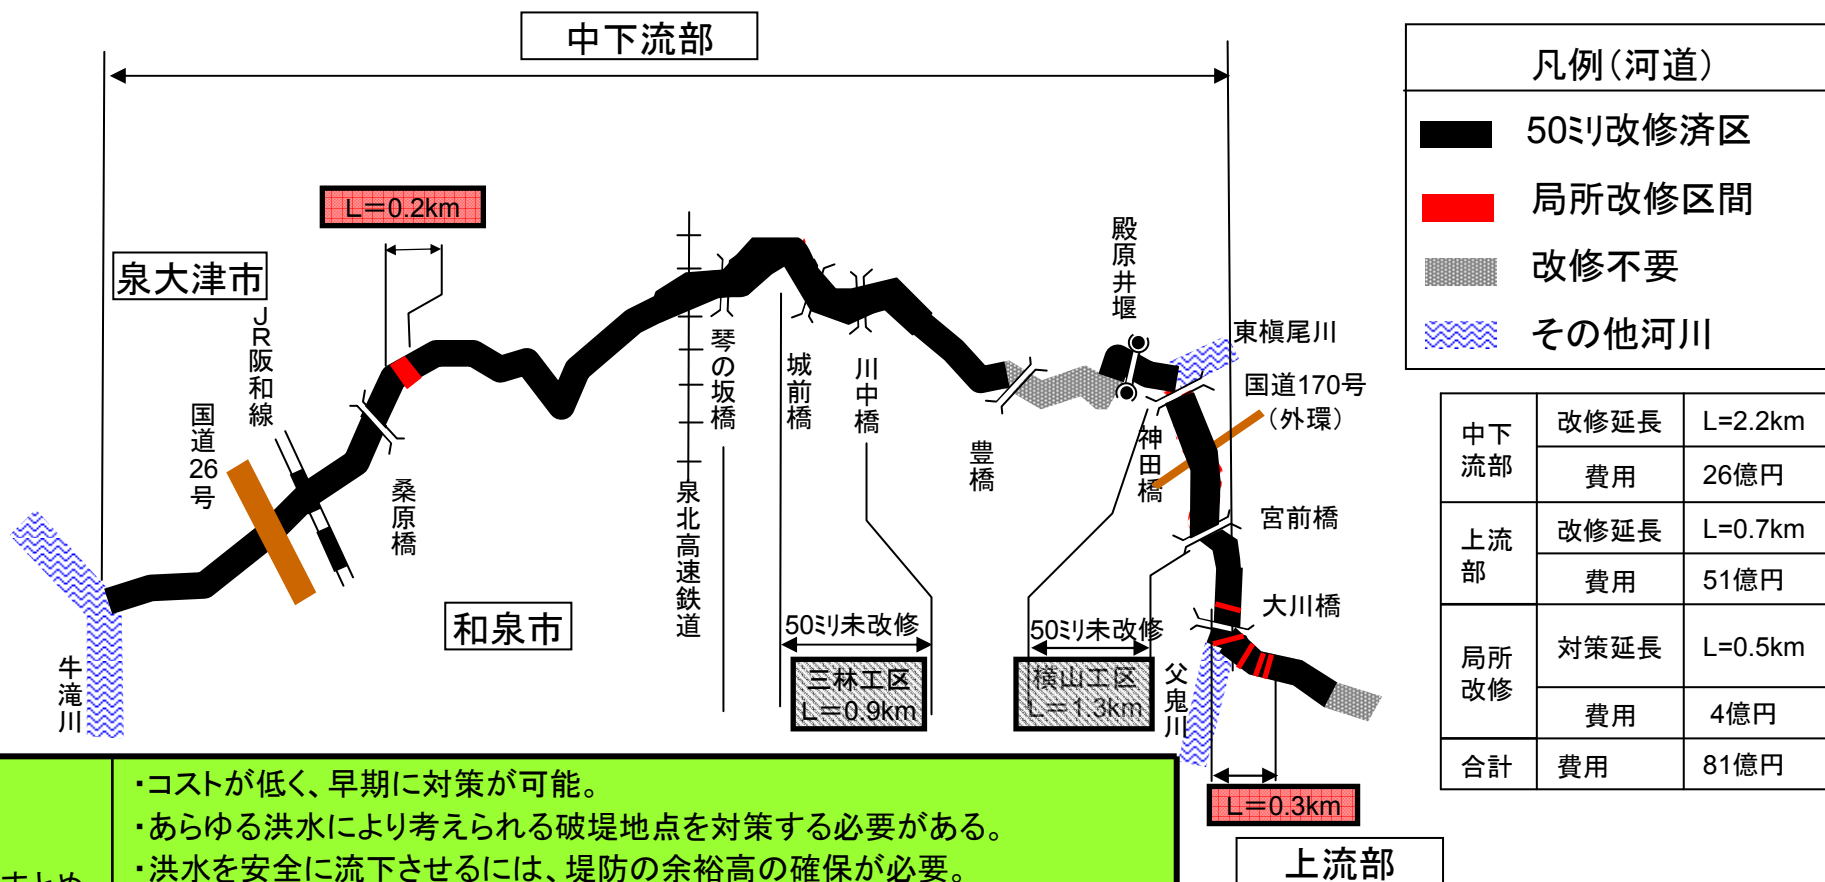 中下流部
凡例（河道）
50ﾐﾘ改修済区
局所改修区間
改修不要
その他河川
L＝0.2km
泉大津市
JR阪和線
国道26号
桑原橋
和泉市
牛滝川
泉北高速鉄道
琴の坂橋
城前橋
川中橋
豊橋
殿原井堰
神田橋
東槇尾川
国道170号
（外環）
宮前橋
大川橋
父鬼川
50ﾐﾘ未改修
三林工区
L＝0.9km
50ﾐﾘ未改修
横山工区
L＝1.3km
L＝0.3km
上流部
中下流部 改修延長 L=2.2km
費用 26億円
上流部 改修延長 L=0.7km
費用 51億円
局所改修 対策延長 L=0.5km
費用 4億円
合計 費用 81億円
・コストが低く、早期に対策が可能。
・あらゆる洪水により考えられる破堤地点を対策する必要がある。
・洪水を安全に流下させるには、堤防の余裕高の確保が必要。
まとめ